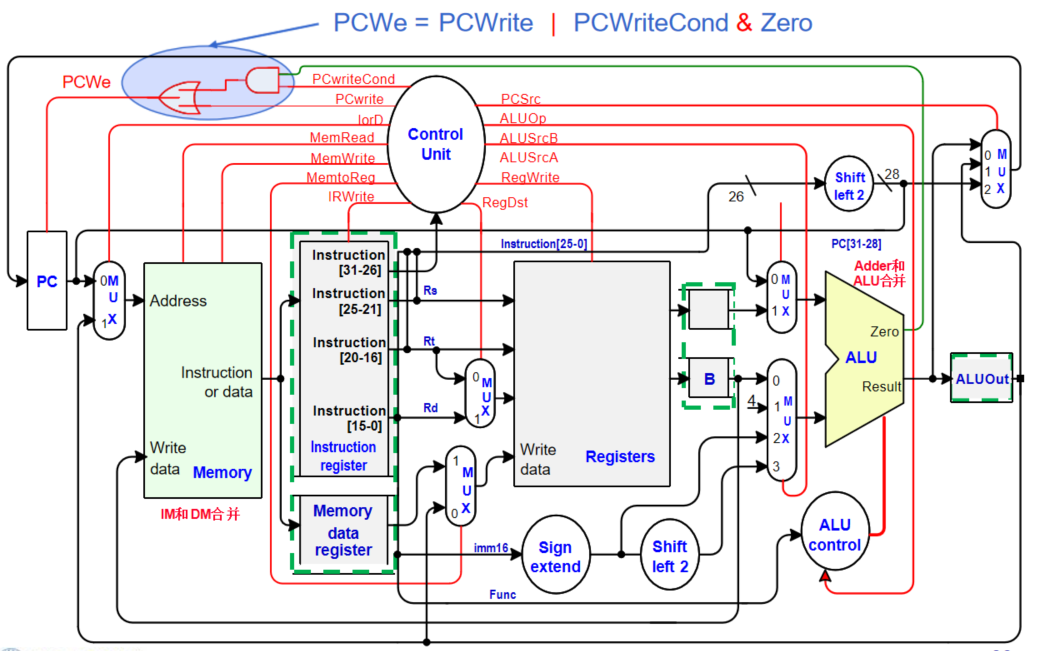 PCWe = PCWrite | PCWriteCond & Zero
PCWe
PCwriteCond
PCwrite
IorD
MemRead
MemWrite
MemtoReg
IRWrite
Control
Unit
PCSrc
ALUOp
ALUSrcB
ALUSrcA
RegWrite
RegDst
26
Shift
left 2
28
0
1
2
M
U
X
PC
0
1
M
U
X
Address
Instruction
or data
Write
data
Memory
IM和 DM合并
Instruction
[31-26]
Instruction
[25-21]
Instruction
[20-16]
Instruction
[15-0]
Instruction
register
Memory
data
register
Instruction[25-0]
Rs
Rt
Rd
0
1
M
U
X
1
0
M
U
X
Write
data
Registers
B
PC[31-28]
0
1
M
U
X
4
0
1
2
3
M
U
X
Adder和
ALU合并
Zero
ALU
Result
ALUOut
imm16
Sign
extend
Shift
left 2
ALU
control
Func